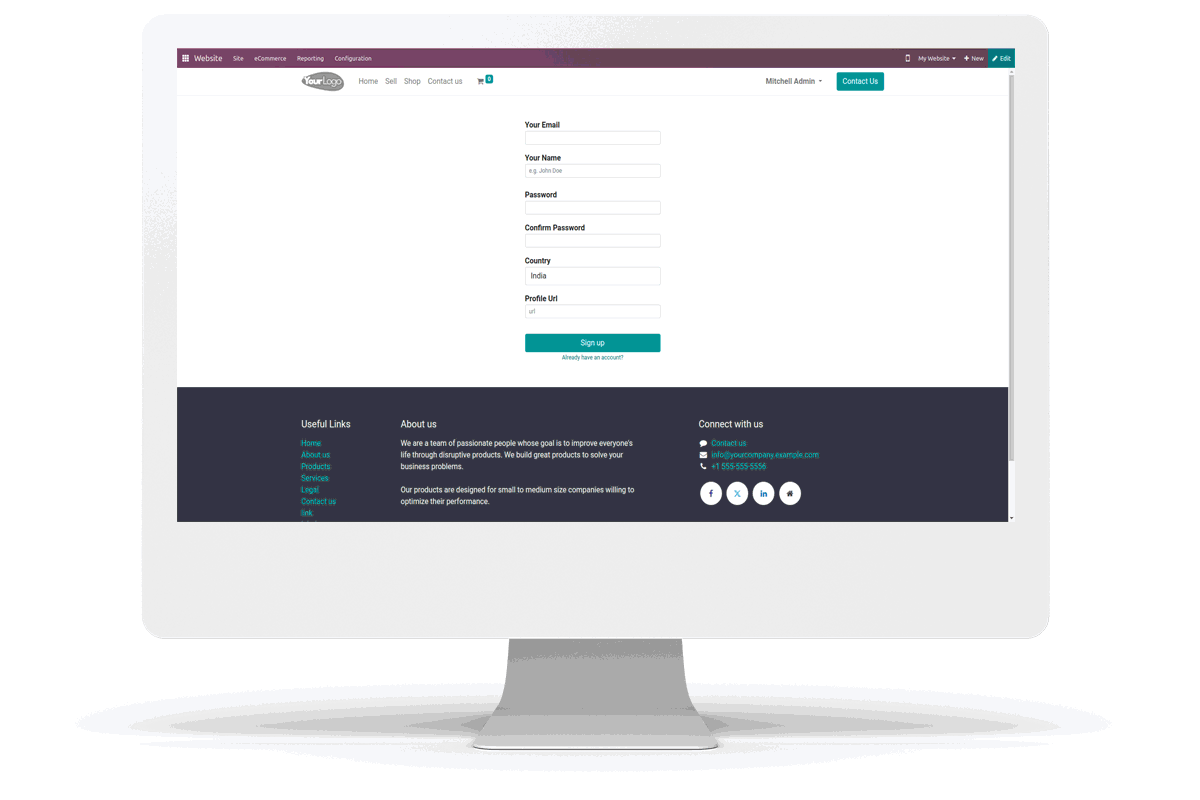 Website Site eCommerce Reporting Configuration My Website New Edit
YourLogo Home Sell Shop Contact us 0 Mitchell Admin Contact Us
Your Email
Your Name
e.g. John Doe
Password
Confirm Password
Country
India
Profile Url
url
Sign up
Already have an account?
Useful Links
Home
About us
Products
Services
Legal
Contact us
link
About us
We are a team of passionate people whose goal is to improve everyone's
life through disruptive products. We build great products to solve your
business problems.
Our products are designed for small to medium size companies willing to
optimize their performance.
Connect with us
Contact us
info@yourcompany.example.com
+1 555-555-5556